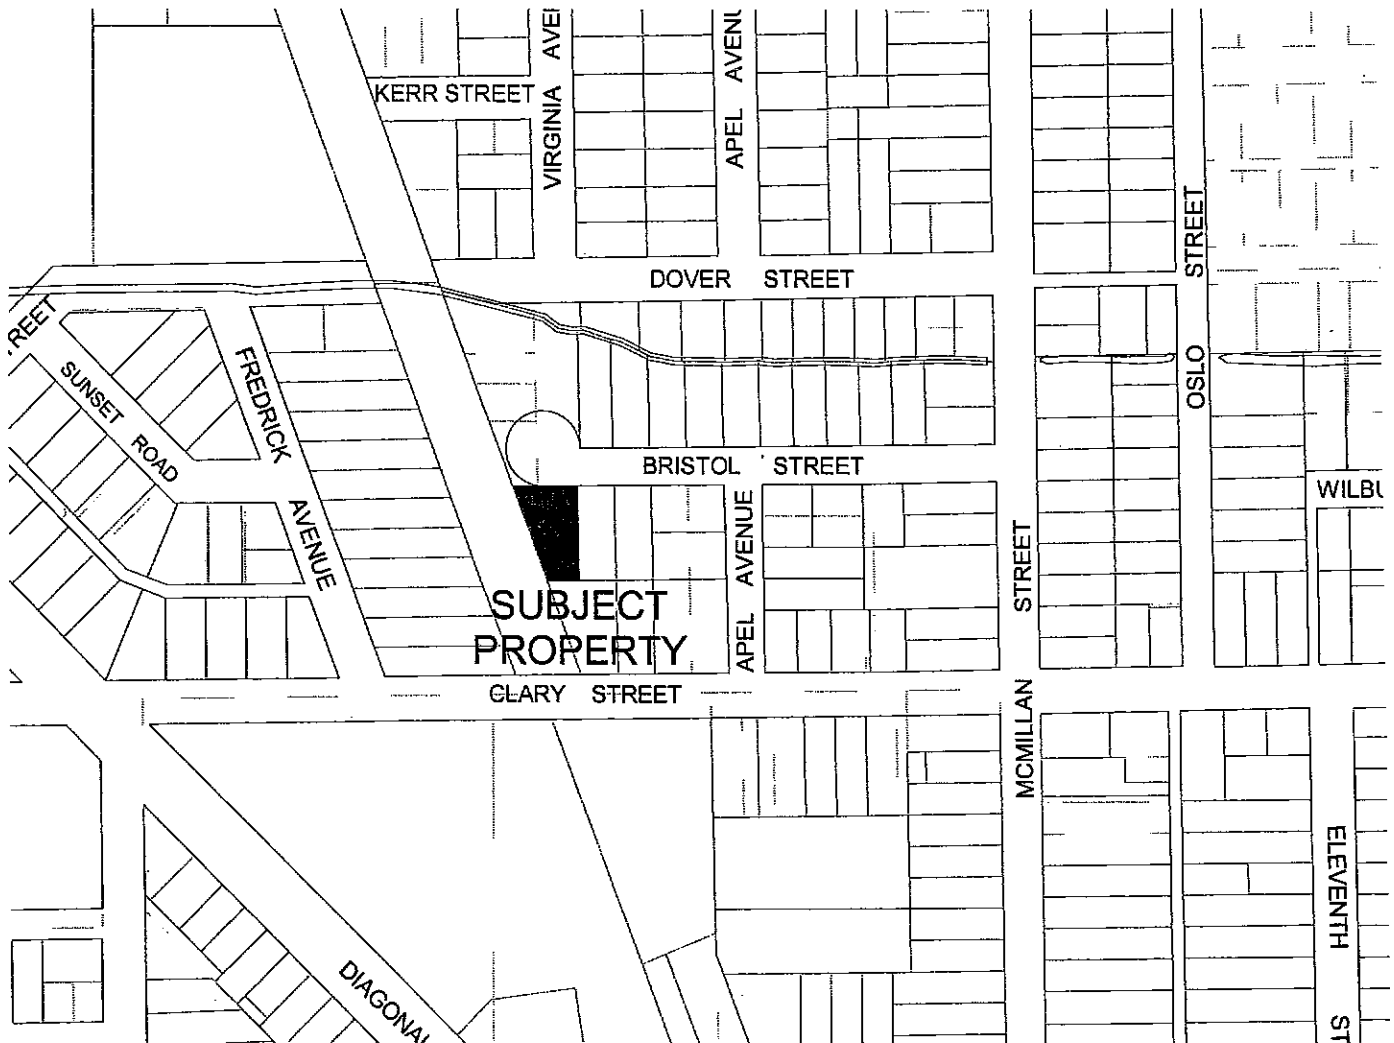 KERR STREET
VIRGINIA AVE
APEL AVENU
DOVER STREET
STREET
OSLO
REET
SUNSET ROAD
FREDRICK
AVENUE
BRISTOL STREET
WILBU
APEL AVENUE
STREET
SUBJECT
PROPERTY
CLARY STREET
MCMILLAN
ELEVENTH
ST
DIAGONAL